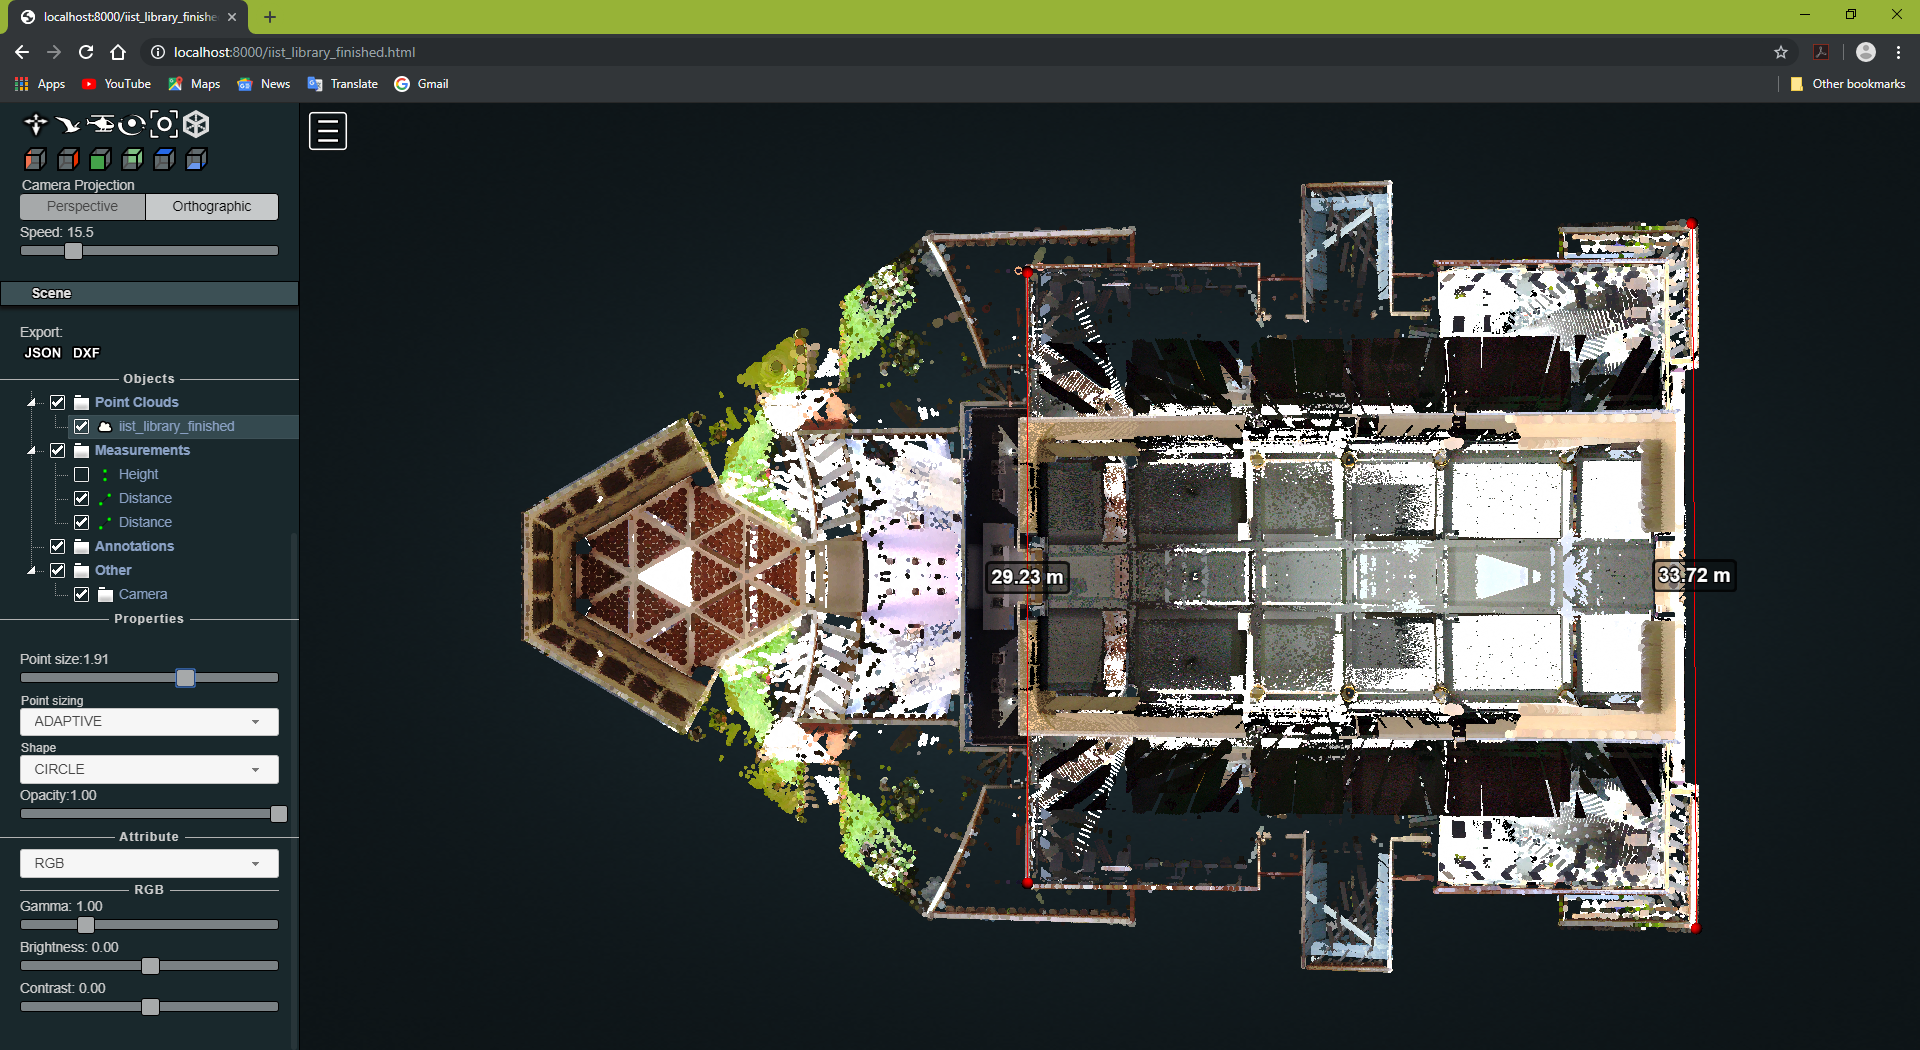 localhost:8000/iist_library_finishe
localhost:8000/iist_library_finished.html
Apps YouTube Maps News Translate Gmail Other bookmarks
Camera Projection
Perspective Orthographic
Speed: 15.5
Scene
Export:
JSON DXF
Objects
Point Clouds
iist_library_finished
Measurements
Height
Distance
Distance
Annotations
Other
Camera
Properties
Point size:1.91
Point sizing
ADAPTIVE
Shape
CIRCLE
Opacity:1.00
Attribute
RGB
RGB
Gamma: 1.00
Brightness: 0.00
Contrast: 0.00
29.23 m
33.72 m